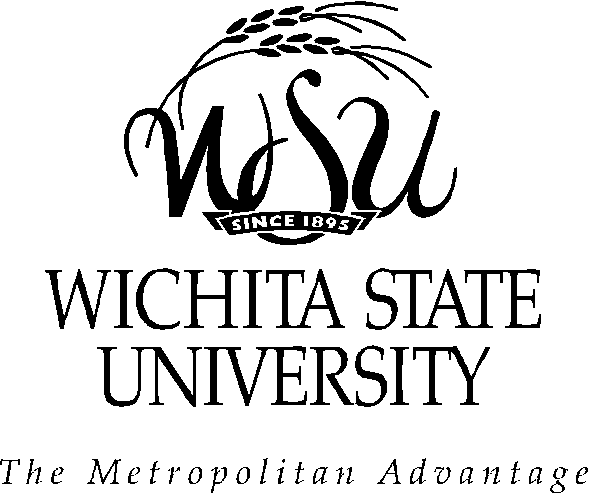 WSU
SINCE 1895
WICHITA STATE
UNIVERSITY
The Metropolitan Advantage